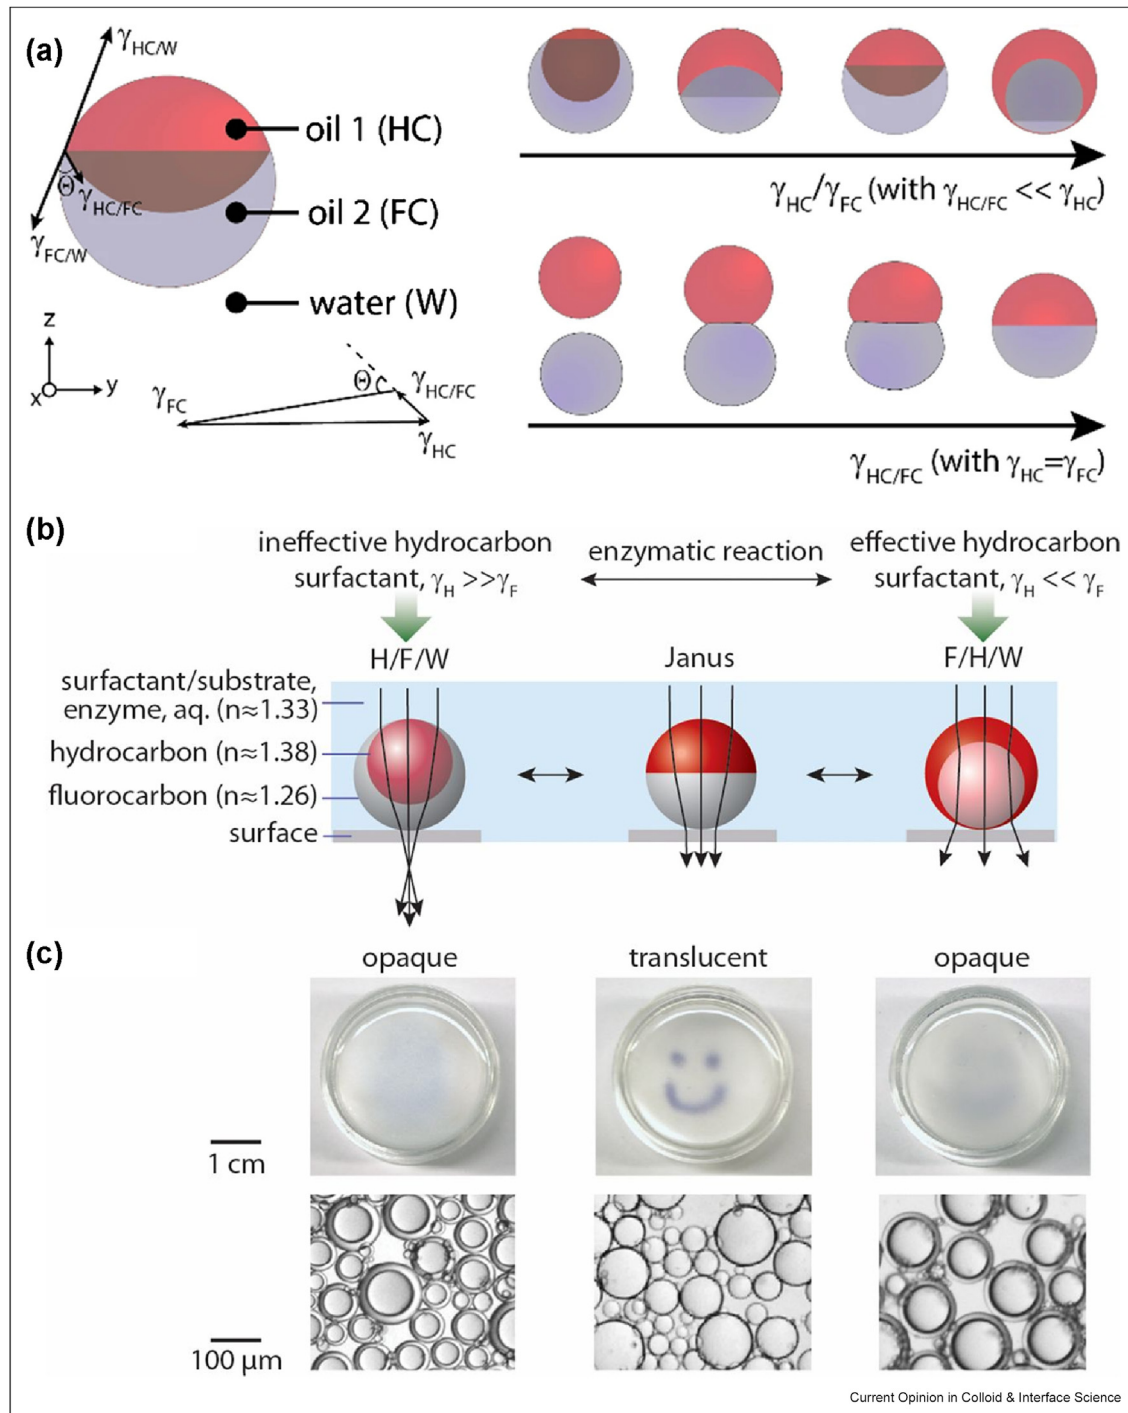 (a)
γHC/W
oil 1 (HC)
Θ
γHC/FC
oil 2 (FC)
γFC/W
water (W)
z
x
y
Θ
γHC/FC
γFC
γHC
γHC/γFC (with γHC/FC << γHC)
γHC/FC (with γHC=γFC)
(b)
ineffective hydrocarbon
surfactant, γH >>γF
enzymatic reaction
effective hydrocarbon
surfactant, γH << γF
H/F/W
Janus
F/H/W
surfactant/substrate,
enzyme, aq. (n≈1.33)
hydrocarbon (n≈1.38)
fluorocarbon (n≈1.26)
surface
(c)
opaque
translucent
opaque
1 cm
100 μm
Current Opinion in Colloid & Interface Science